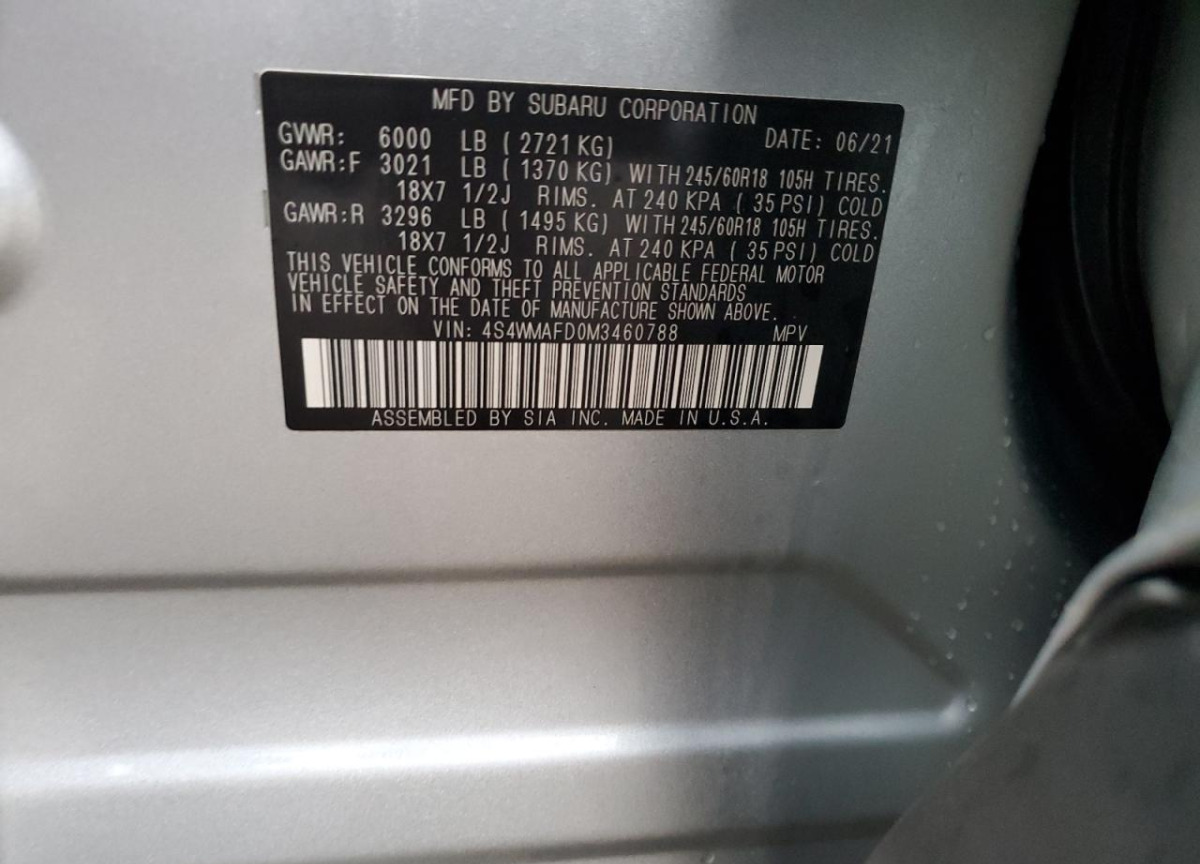 MFD BY SUBARU CORPORATION
GVWR: 6000 LB ( 2721 KG) DATE: 06/21
GAWR:F 3021 LB ( 1370 KG) WITH 245/60R18 105H TIRES.
18X7 1/2J RIMS. AT 240 KPA ( 35 PSI) COLD
GAWR:R 3296 LB ( 1495 KG) WITH 245/60R18 105H TIRES.
18X7 1/2J RIMS. AT 240 KPA ( 35 PSI) COLD
THIS VEHICLE CONFORMS TO ALL APPLICABLE FEDERAL MOTOR
VEHICLE SAFETY AND THEFT PREVENTION STANDARDS
IN EFFECT ON THE DATE OF MANUFACTURE SHOWN ABOVE.
VIN: 4S4WMAFD0M3460788 MPV
ASSEMBLED BY SIA INC. MADE IN U.S.A.